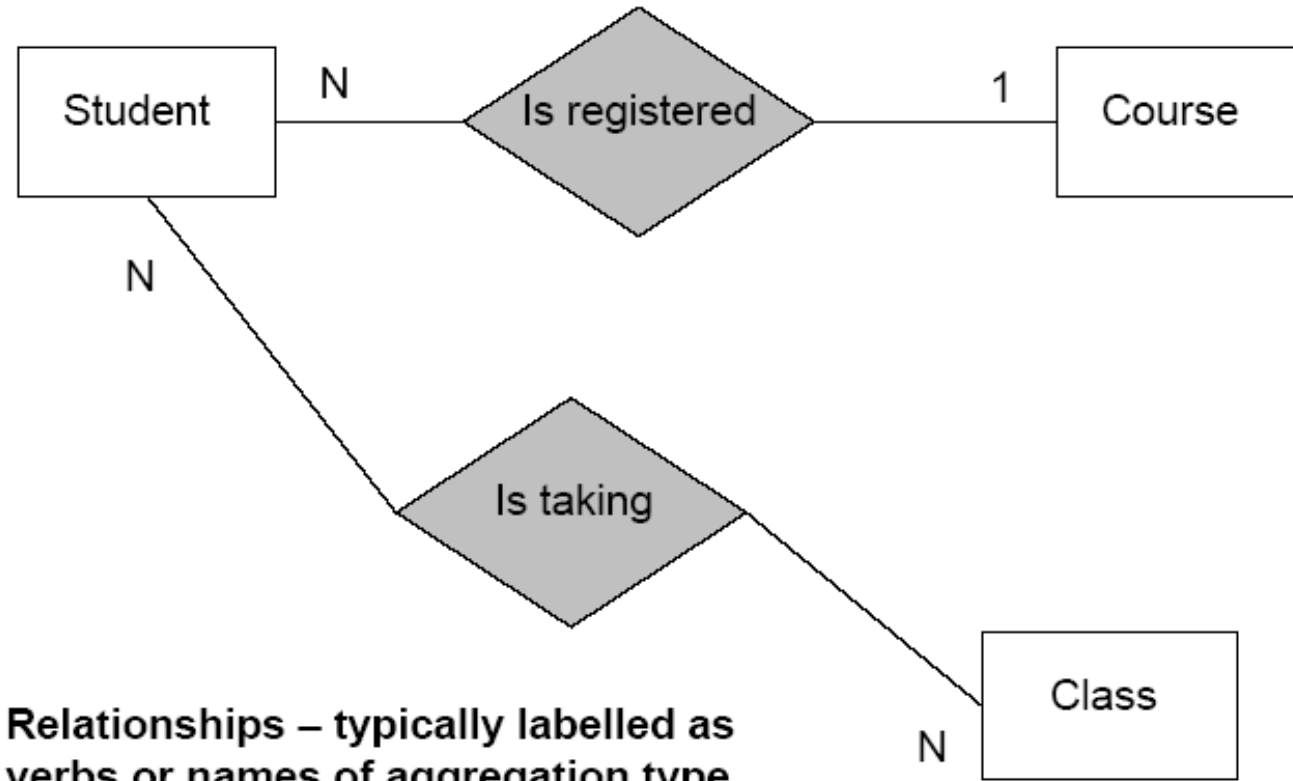 Student
N
Is registered
1
Course
N
Is taking
Class
N
Relationships – typically labelled as
verbs or names of aggregation type